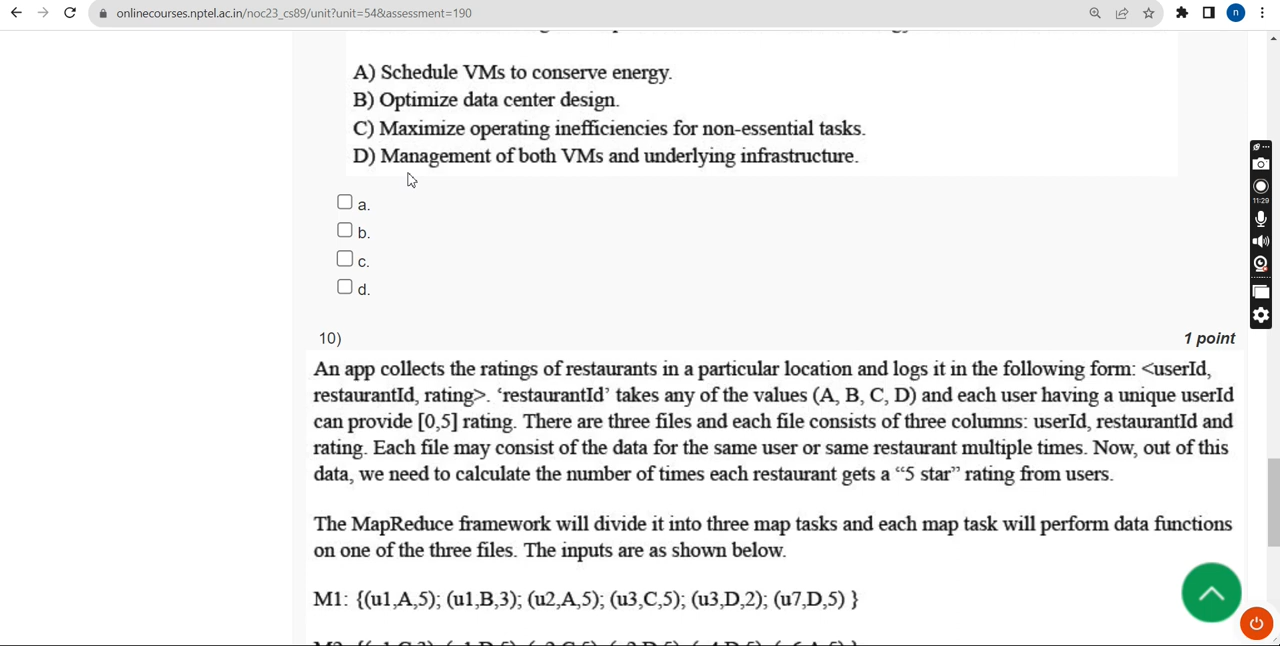 onlinecourses.nptel.ac.in/noc23_cs89/unit?unit=54&assessment=190
n
A) Schedule VMs to conserve energy.
B) Optimize data center design.
C) Maximize operating inefficiencies for non-essential tasks.
D) Management of both VMs and underlying infrastructure.
a.
b.
c.
d.
11:29
10)
1 point
An app collects the ratings of restaurants in a particular location and logs it in the following form: <userId,
restaurantId, rating>. ‘restaurantId’ takes any of the values (A, B, C, D) and each user having a unique userId
can provide [0,5] rating. There are three files and each file consists of three columns: userId, restaurantId and
rating. Each file may consist of the data for the same user or same restaurant multiple times. Now, out of this
data, we need to calculate the number of times each restaurant gets a “5 star” rating from users.
The MapReduce framework will divide it into three map tasks and each map task will perform data functions
on one of the three files. The inputs are as shown below.
M1: {(u1,A,5); (u1,B,3); (u2,A,5); (u3,C,5); (u3,D,2); (u7,D,5) }